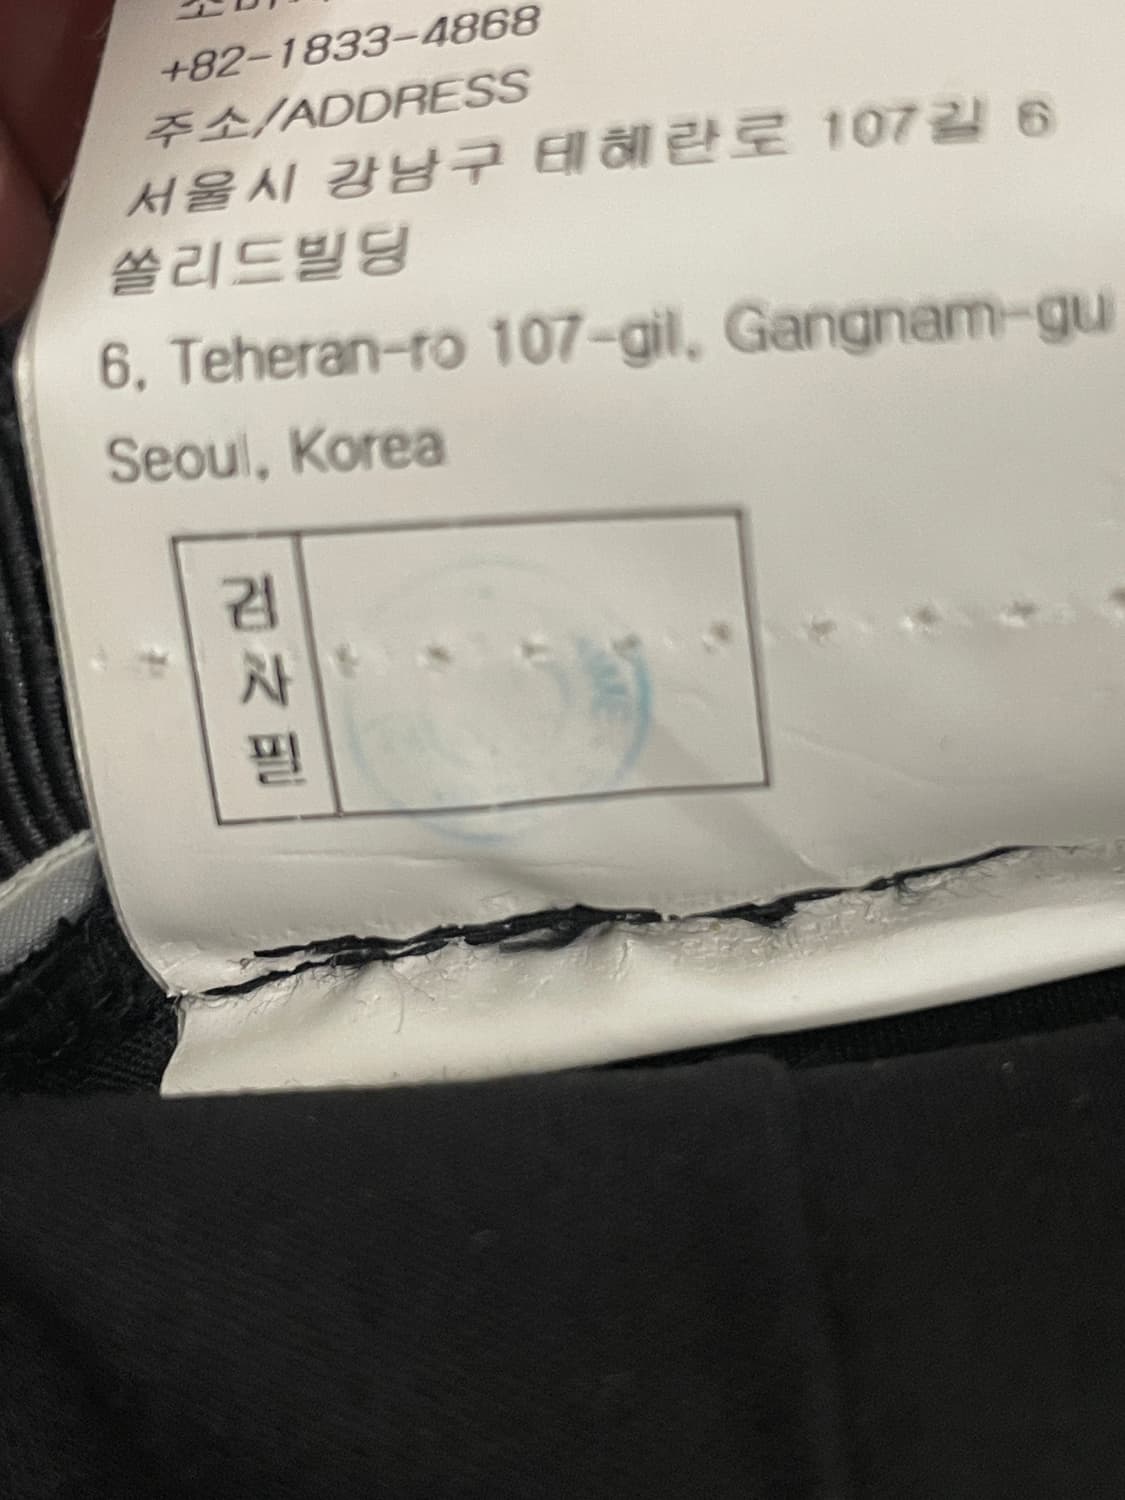 +82-1833-4868
주소/ADDRESS
서울시 강남구 테헤란로 107길 6
쏠리드빌딩
6, Teheran-ro 107-gil, Gangnam-gu
Seoul, Korea
검사필